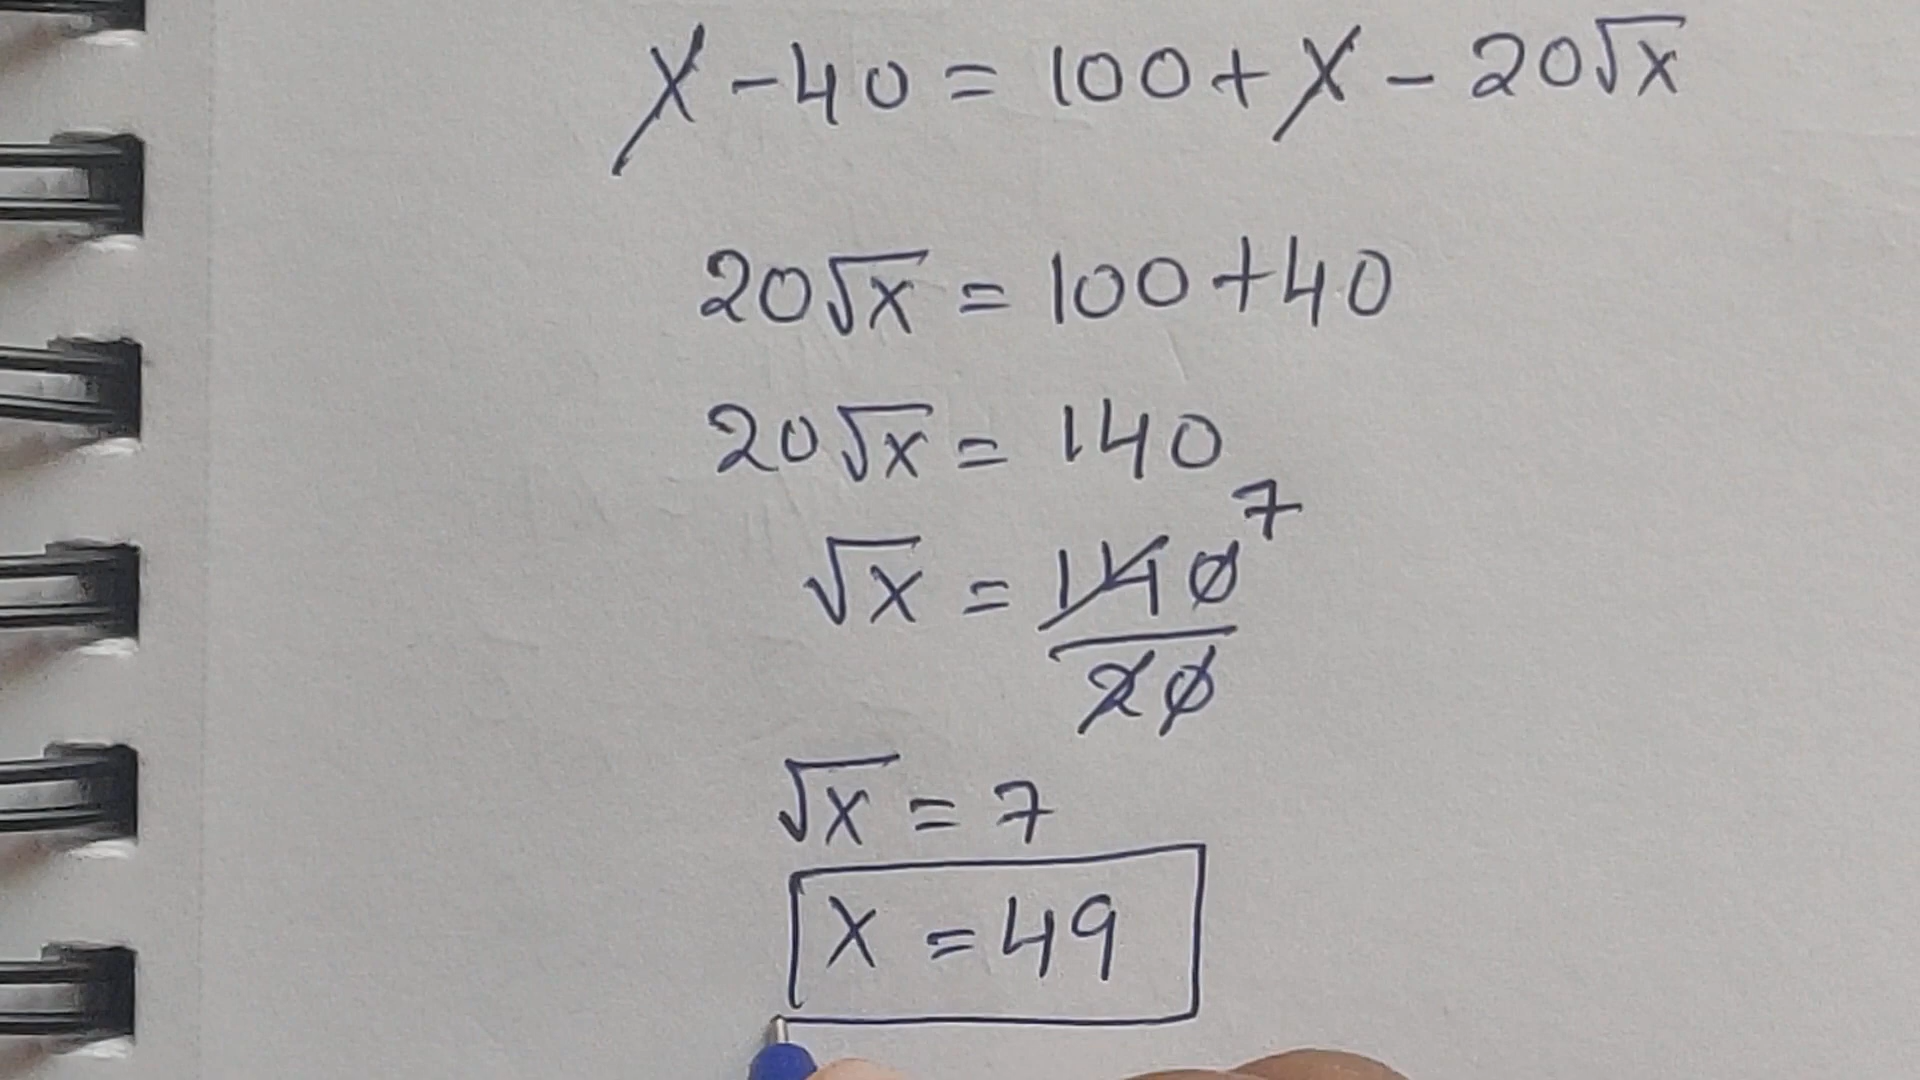 x - 40 = 100 + x - 20√x
20√x = 100 + 40
20√x = 140
√x = 140/20 7
√x = 7
x = 49